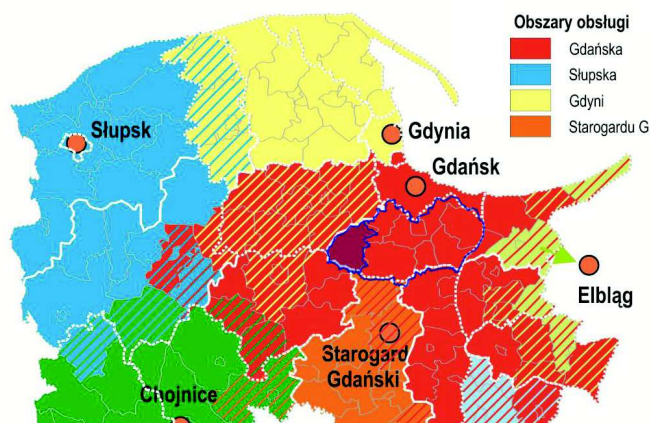 Obszary obsługi
Gdańska
Słupska
Gdyni
Starogardu G
Słupsk
Gdynia
Gdańsk
Elbląg
Starogard
Gdański
Chojnice